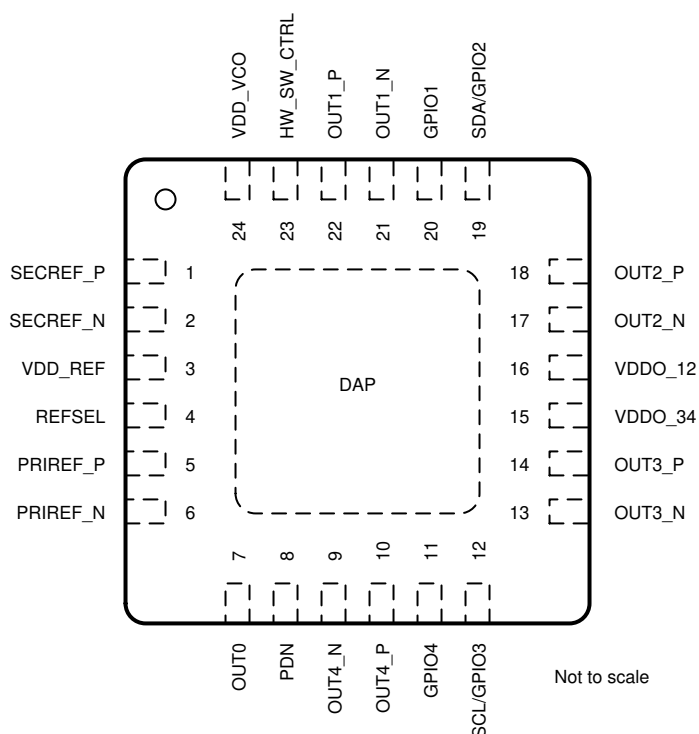 VDD_VCO
HW_SW_CTRL
OUT1_P
OUT1_N
GPIO1
SDA/GPIO2
24
23
22
21
20
19
SECREF_P 1
SECREF_N 2
VDD_REF 3
REFSEL 4
PRIREF_P 5
PRIREF_N 6
DAP
18 OUT2_P
17 OUT2_N
16 VDDO_12
15 VDDO_34
14 OUT3_P
13 OUT3_N
7
8
9
10
11
12
OUT0
PDN
OUT4_N
OUT4_P
GPIO4
SCL/GPIO3
Not to scale